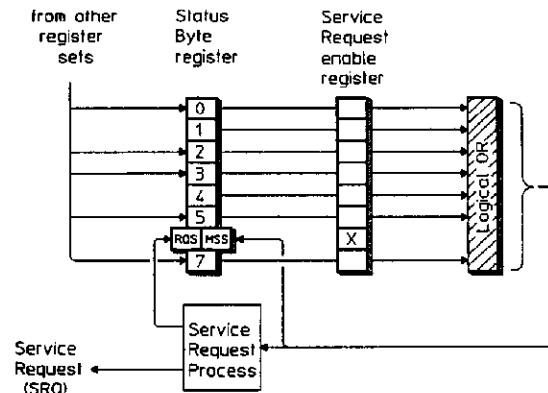 from other
register
sets
Status
Byte
register
Service
Request
enable
register
0
1
2
3
4
5
RQS MSS
X
7
Logical OR
Service
Request
Process
Service
Request
(SRQ)